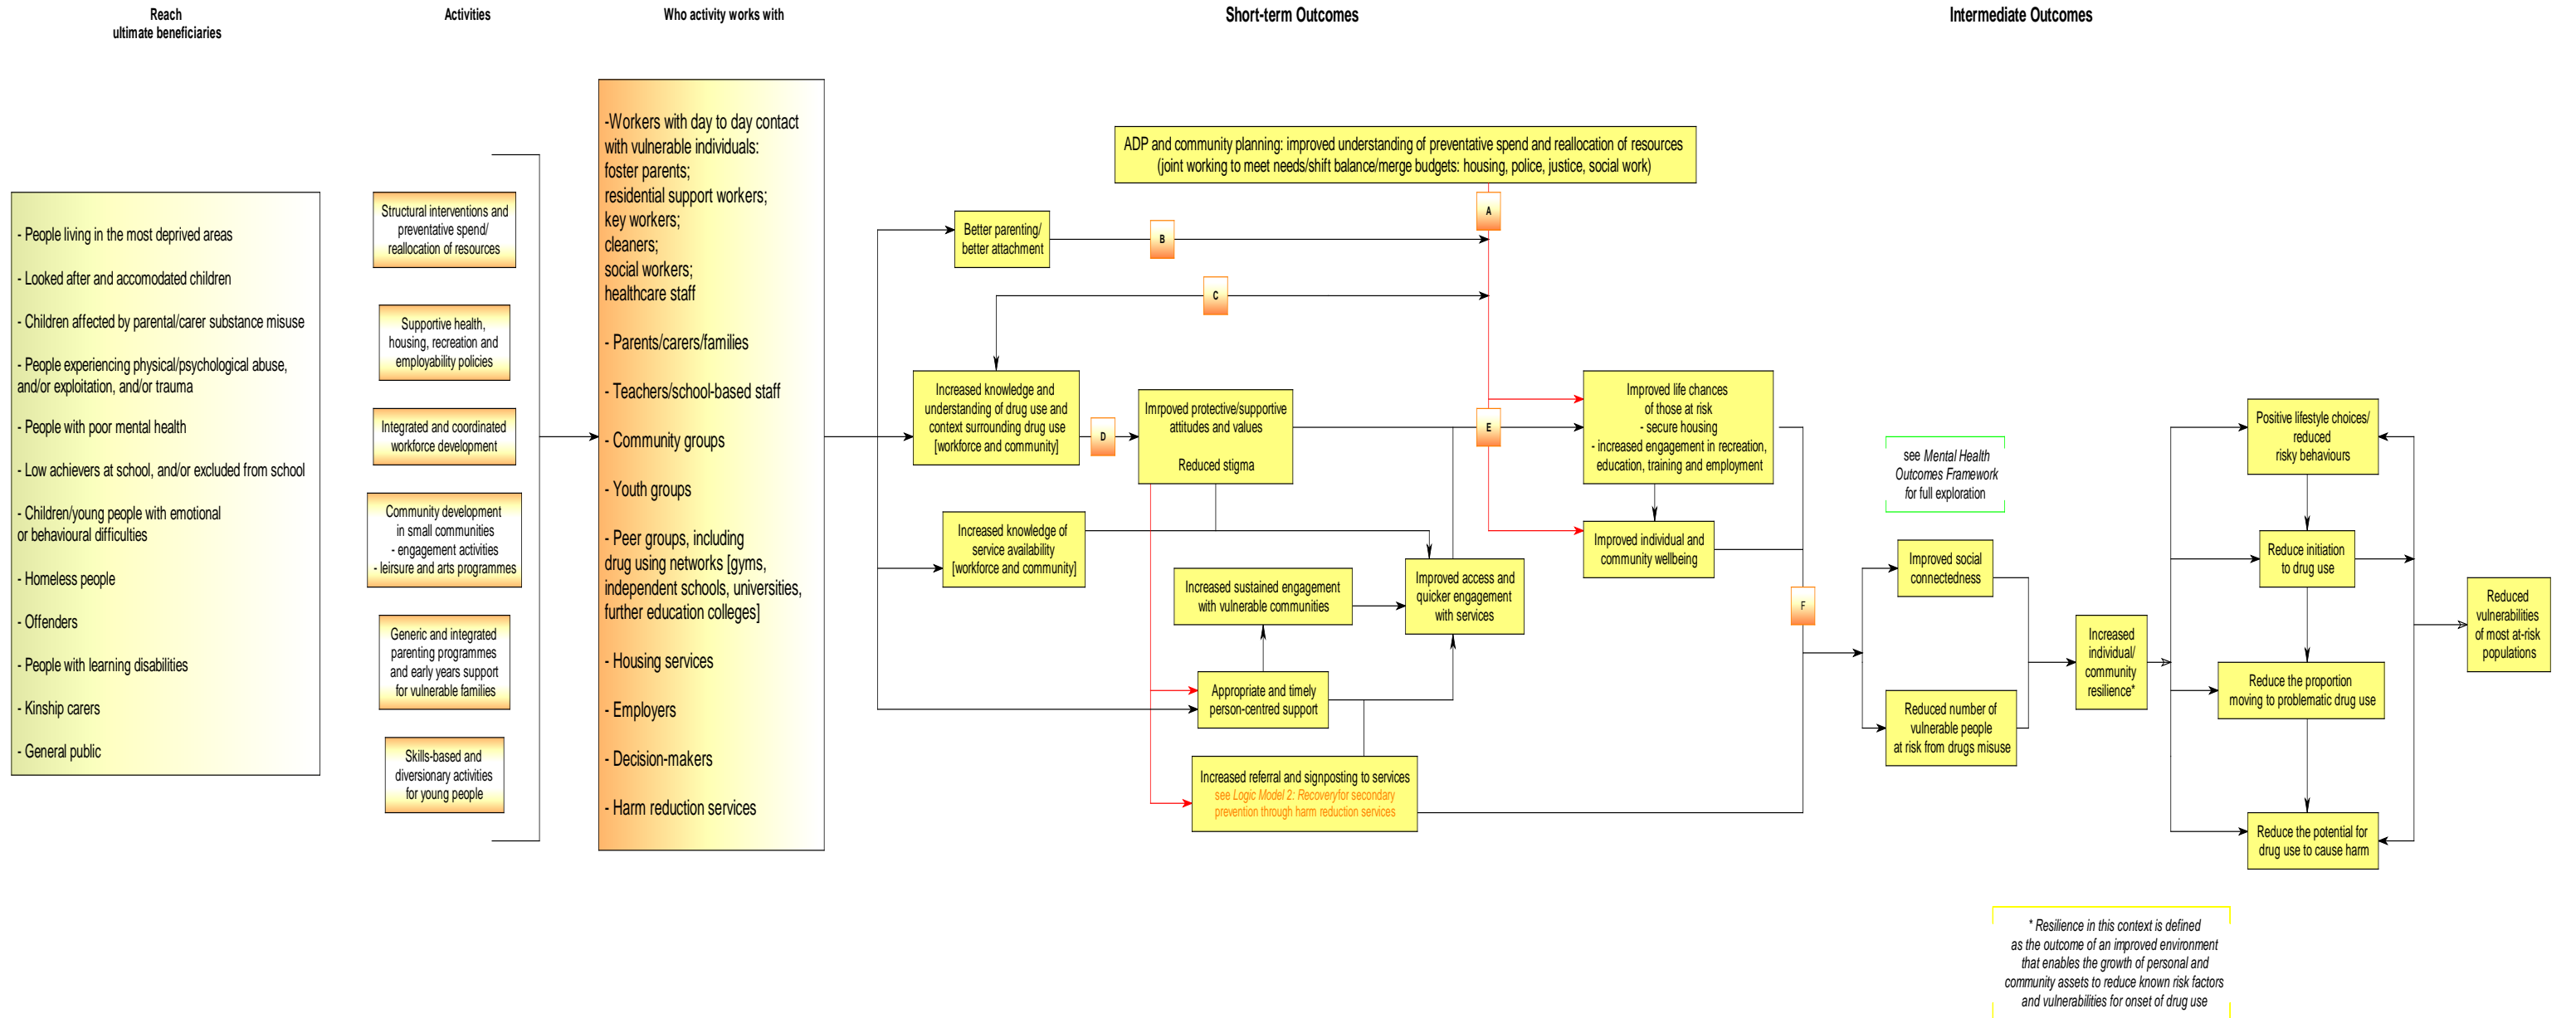 Reach
ultimate beneficiaries
Activities
Who activity works with
Short-term Outcomes
Intermediate Outcomes
- People living in the most deprived areas
- Looked after and accomodated children
- Children affected by parental/carer substance misuse
- People experiencing physical/psychological abuse,
and/or exploitation, and/or trauma
- People with poor mental health
- Low achievers at school, and/or excluded from school
- Children/young people with emotional
or behavioural difficulties
- Homeless people
- Offenders
- People with learning disabilities
- Kinship carers
- General public
Structural interventions and
preventative spend/
reallocation of resources
Supportive health,
housing, recreation and
employability policies
Integrated and coordinated
workforce development
Community development
in small communities
- engagement activities
- leirsure and arts programmes
Generic and integrated
parenting programmes
and early years support
for vulnerable families
Skills-based and
diversionary activities
for young people
-Workers with day to day contact
with vulnerable individuals:
foster parents;
residential support workers;
key workers;
cleaners;
social workers;
healthcare staff
- Parents/carers/families
- Teachers/school-based staff
- Community groups
- Youth groups
- Peer groups, including
drug using networks [gyms,
independent schools, universities,
further education colleges]
- Housing services
- Employers
- Decision-makers
- Harm reduction services
ADP and community planning: improved understanding of preventative spend and reallocation of resources
(joint working to meet needs/shift balance/merge budgets: housing, police, justice, social work)
A
Better parenting/
better attachment
B
C
Increased knowledge and
understanding of drug use and
context surrounding drug use
[workforce and community]
D
Imrpoved protective/supportive
attitudes and values
Reduced stigma
E
Improved life chances
of those at risk
- secure housing
- increased engagement in recreation,
education, training and employment
Increased knowledge of
service availability
[workforce and community]
Improved individual and
community wellbeing
Increased sustained engagement
with vulnerable communities
Improved access and
quicker engagement
with services
Appropriate and timely
person-centred support
Increased referral and signposting to services
see Logic Model 2: Recoveryfor secondary
prevention through harm reduction services
F
see Mental Health
Outcomes Framework
for full exploration
Improved social
connectedness
Reduced number of
vulnerable people
at risk from drugs misuse
Increased
individual/
community
resilience*
Positive lifestyle choices/
reduced
risky behaviours
Reduce initiation
to drug use
Reduce the proportion
moving to problematic drug use
Reduce the potential for
drug use to cause harm
Reduced
vulnerabilities
of most at-risk
populations
* Resilience in this context is defined
as the outcome of an improved environment
that enables the growth of personal and
community assets to reduce known risk factors
and vulnerabilities for onset of drug use